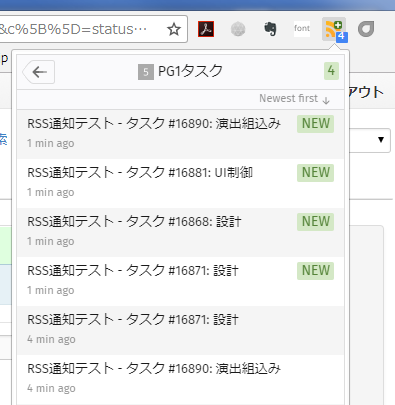 &c%5B%5D=status…
font
4
p
5 PG1タスク
4
アウト
Newest first ↓
索
RSS通知テスト - タスク #16890: 演出組込み NEW
1 min ago
RSS通知テスト - タスク #16881: UI制御 NEW
1 min ago
RSS通知テスト - タスク #16868: 設計 NEW
1 min ago
RSS通知テスト - タスク #16871: 設計 NEW
1 min ago
RSS通知テスト - タスク #16871: 設計
4 min ago
RSS通知テスト - タスク #16890: 演出組込み
4 min ago